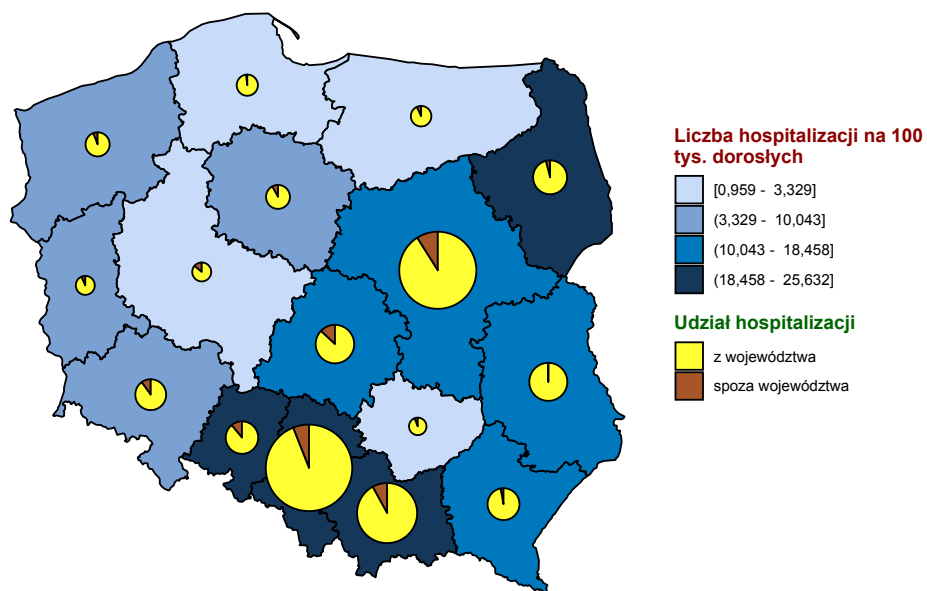 Liczba hospitalizacji na 100
tys. dorosłych
[0,959 - 3,329]
(3,329 - 10,043]
(10,043 - 18,458]
(18,458 - 25,632]
Udział hospitalizacji
z województwa
spoza województwa